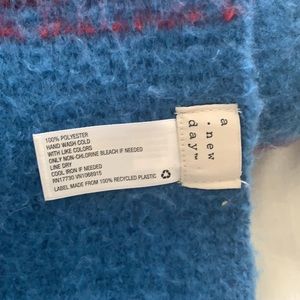 100% POLYESTER
HAND WASH COLD
WITH LIKE COLORS
ONLY NON-CHLORINE BLEACH IF NEEDED
LINE DRY
COOL IRON IF NEEDED
RN17730 VN1068915
LABEL MADE FROM 100% RECYCLED PLASTIC
a
· new
day™